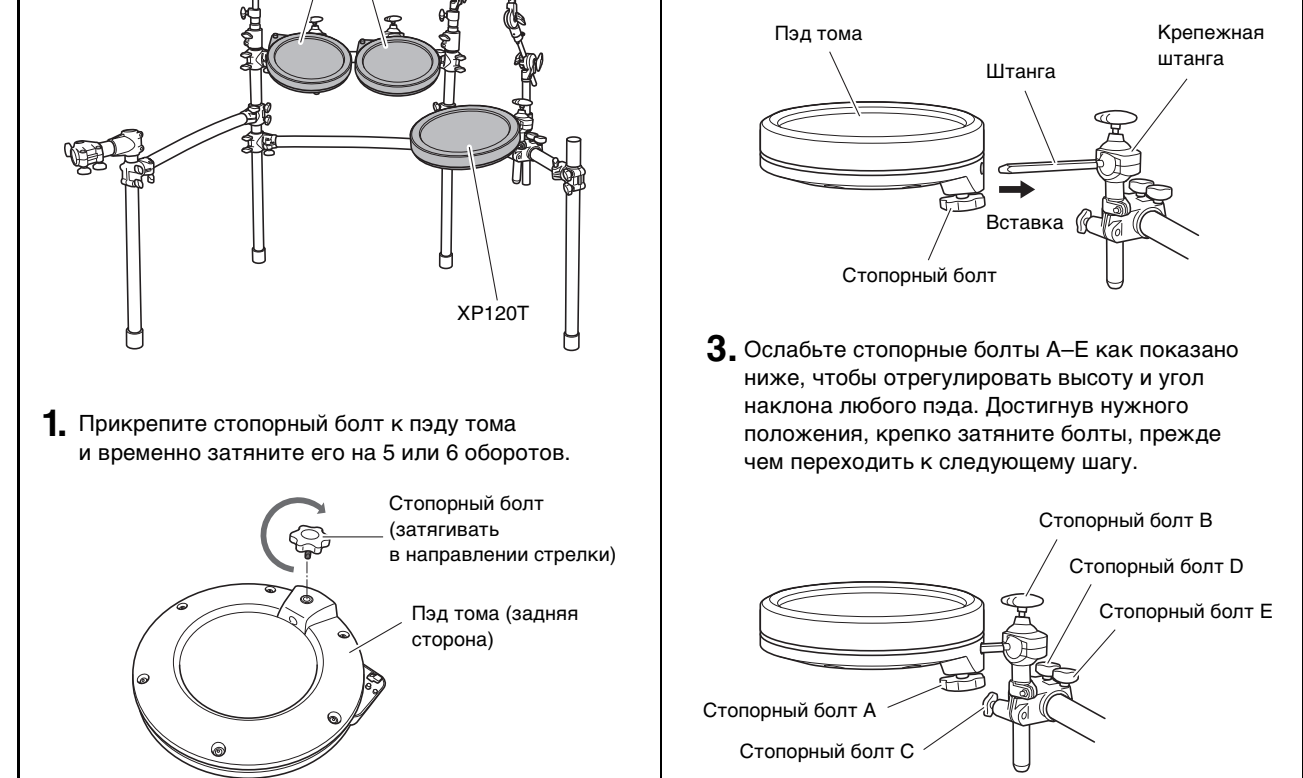 XP120T
1. Прикрепите стопорный болт к пэду тома
и временно затяните его на 5 или 6 оборотов.
Стопорный болт
(затягивать
в направлении стрелки)
Пэд тома (задняя
сторона)
Пэд тома
Крепежная
штанга
Штанга
Вставка
Стопорный болт
3. Ослабьте стопорные болты A–E как показано
ниже, чтобы отрегулировать высоту и угол
наклона любого пэда. Достигнув нужного
положения, крепко затяните болты, прежде
чем переходить к следующему шагу.
Стопорный болт B
Стопорный болт D
Стопорный болт E
Стопорный болт A
Стопорный болт C